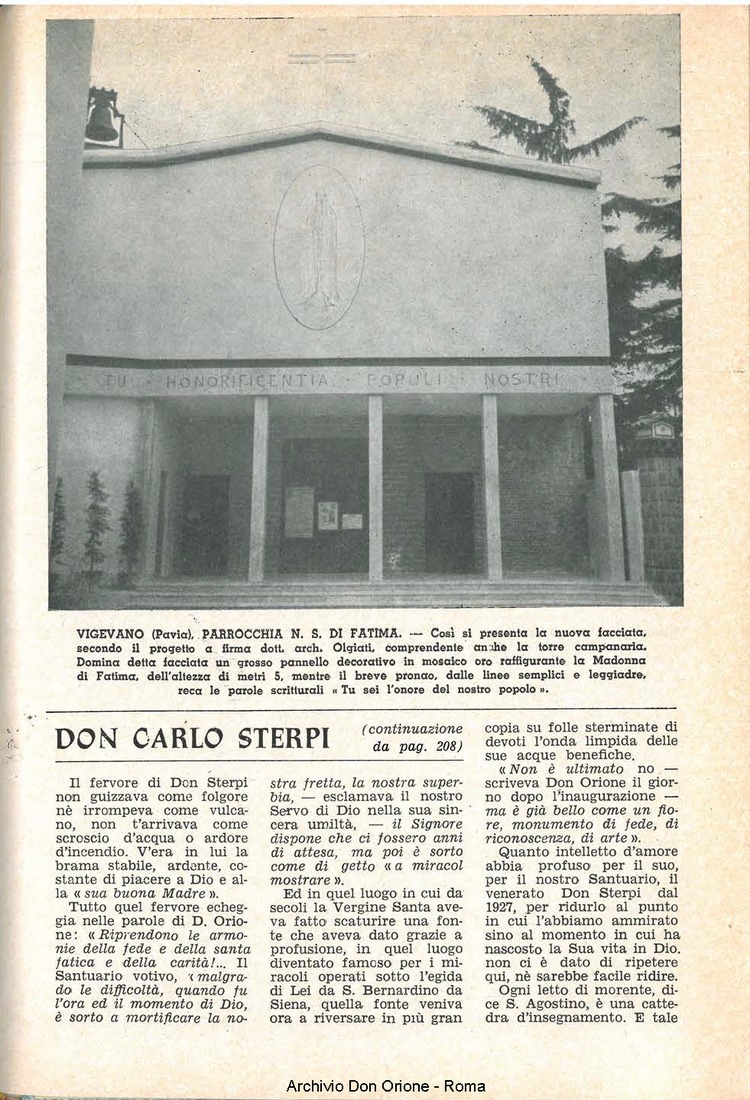 TU · HONORIFICENTIA · POPULI · NOSTRI
VIGEVANO (Pavia), PARROCCHIA N. S. DI FATIMA. — Così si presenta la nuova facciata,
secondo il progetto a firma dott. arch. Olgiati, comprendente anche la torre campanaria.
Domina detta facciata un grosso pannello decorativo in mosaico oro raffigurante la Madonna
di Fatima, dell'altezza di metri 5, mentre il breve pronao, dalle linee semplici e leggiadre,
reca le parole scritturali « Tu sei l'onore del nostro popolo ».
DON CARLO STERPI
(continuazione
da pag. 208)
Il fervore di Don Sterpi
non guizzava come folgore
nè irrompeva come vulca-
no, non t'arrivava come
scroscio d'acqua o ardore
d'incendio. V'era in lui la
brama stabile, ardente, co-
stante di piacere a Dio e al-
la « sua buona Madre ».
Tutto quel fervore echeg-
gia nelle parole di D. Orio-
ne: « Riprendono le armo-
nie della fede e della santa
fatica e della carità!... Il
Santuario votivo, « malgra-
do le difficoltà, quando fu
l'ora ed il momento di Dio,
è sorto a mortificare la no-
stra fretta, la nostra super-
bia, — esclamava il nostro
Servo di Dio nella sua sin-
cera umiltà, — il Signore
dispone che ci fossero anni
di attesa, ma poi è sorto
come di getto « a miracol
mostrare ».
Ed in quel luogo in cui da
secoli la Vergine Santa ave-
va fatto scaturire una fon-
te che aveva dato grazie a
profusione, in quel luogo
diventato famoso per i mi-
racoli operati sotto l'egida
di Lei da S. Bernardino da
Siena, quella fonte veniva
ora a riversare in più gran
copia su folle sterminate di
devoti l'onda limpida delle
sue acque benefiche.
« Non è ultimato no —
scriveva Don Orione il gior-
no dopo l'inaugurazione —
ma è già bello come un fio-
re, monumento di fede, di
riconoscenza, di arte ».
Quanto intelletto d'amore
abbia profuso per il suo,
per il nostro Santuario, il
venerato Don Sterpi dal
1927, per ridurlo al punto
in cui l'abbiamo ammirato
sino al momento in cui ha
nascosto la Sua vita in Dio.
non ci è dato di ripetere
qui, nè sarebbe facile ridire.
Ogni letto di morente, di-
ce S. Agostino, è una catte-
dra d'insegnamento. E tale
Archivio Don Orione - Roma